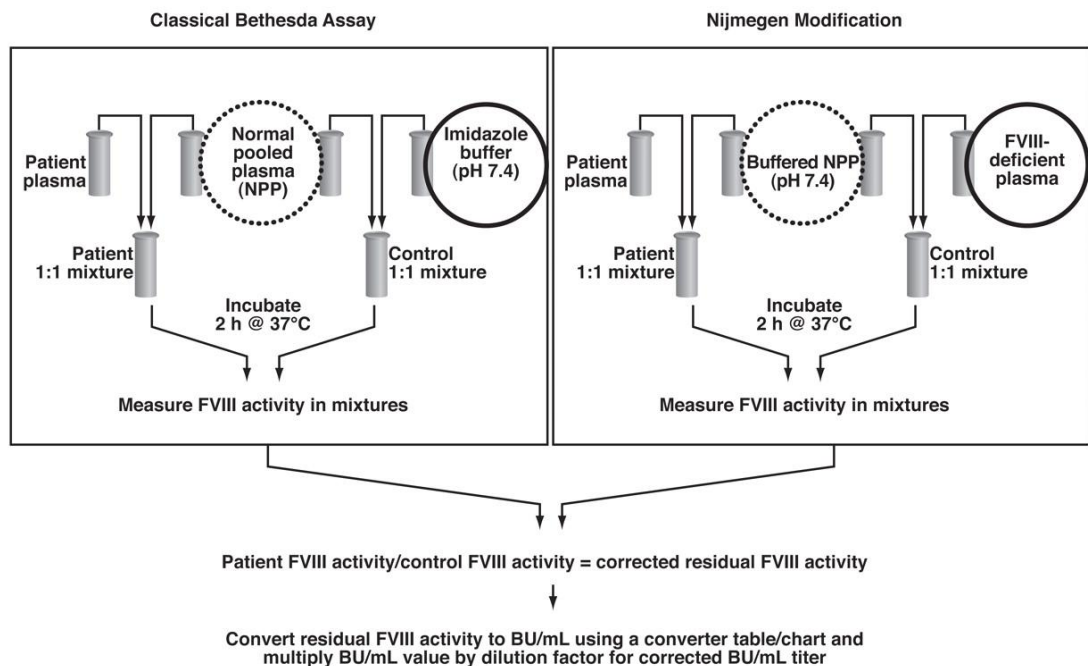 Classical Bethesda Assay
Patient
plasma
Normal
pooled
plasma
(NPP)
Imidazole
buffer
(pH 7.4)
Patient
1:1 mixture
Control
1:1 mixture
Incubate
2 h @ 37°C
Measure FVIII activity in mixtures
Nijmegen Modification
Patient
plasma
Buffered NPP
(pH 7.4)
FVIII-
deficient
plasma
Patient
1:1 mixture
Control
1:1 mixture
Incubate
2 h @ 37°C
Measure FVIII activity in mixtures
Patient FVIII activity/control FVIII activity = corrected residual FVIII activity
Convert residual FVIII activity to BU/mL using a converter table/chart and
multiply BU/mL value by dilution factor for corrected BU/mL titer